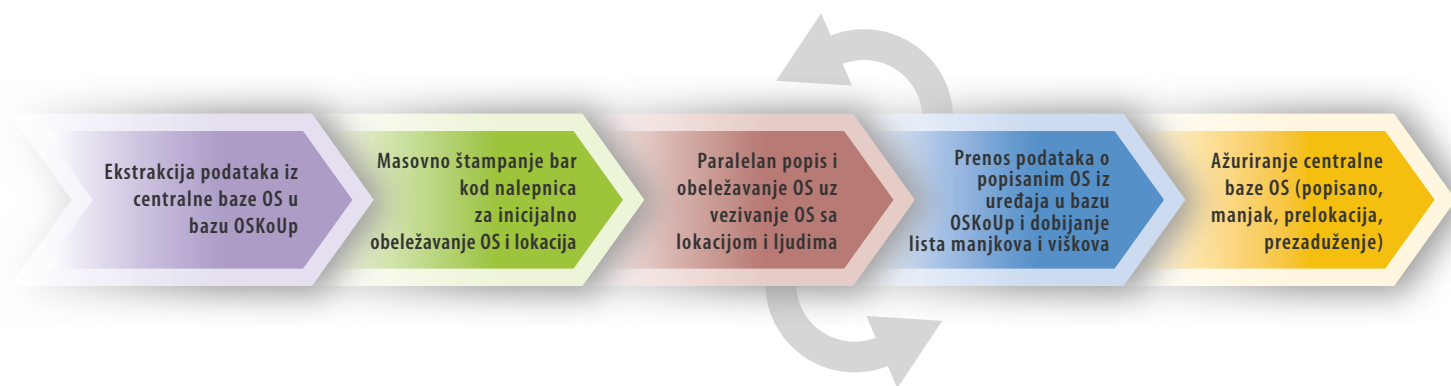 Ekstrakcija podataka iz
centralne baze OS u
bazu OSKoUp
Masovno štampanje bar
kod nalepnica
za inicijalno
obeležavanje OS i lokacija
Paralelan popis i
obeležavanje OS uz
vezivanje OS sa
lokacijom i ljudima
Prenos podataka o
popisanim OS iz
uređaja u bazu
OSKoUp i dobijanje
lista manjkova i viškova
Ažuriranje centralne
baze OS (popisano,
manjak, prelokacija,
prezaduženje)